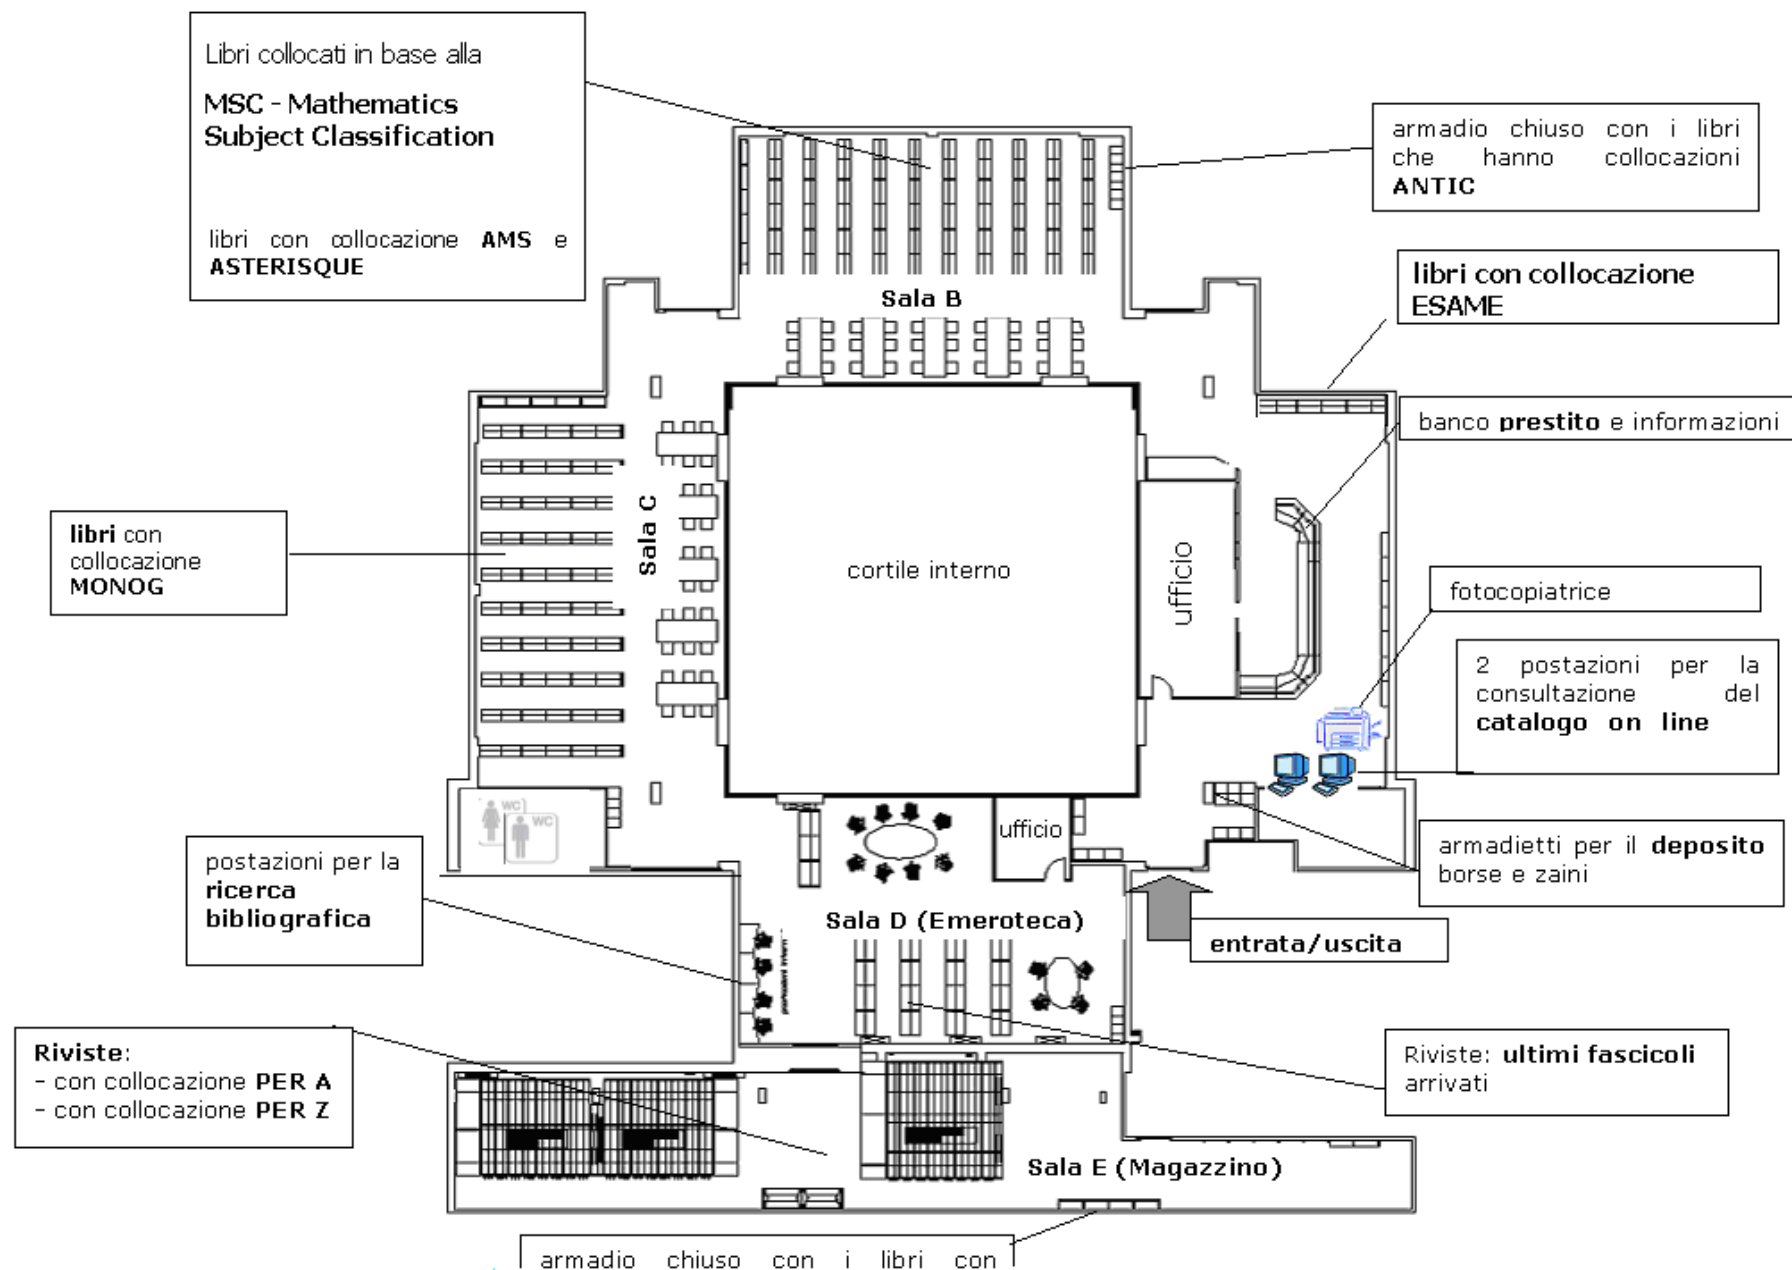 Libri collocati in base alla
MSC - Mathematics
Subject Classification
libri con collocazione AMS e
ASTERISQUE
armadio chiuso con i libri
che hanno collocazioni
ANTIC
libri con collocazione
ESAME
Sala B
banco prestito e informazioni
libri con
collocazione
MONOG
Sala C
cortile interno
ufficio
fotocopiatrice
2 postazioni per la
consultazione del
catalogo on line
WC
WC
ufficio
armadietti per il deposito
borse e zaini
postazioni per la
ricerca
bibliografica
Sala D (Emeroteca)
entrata/uscita
Riviste:
- con collocazione PER A
- con collocazione PER Z
Riviste: ultimi fascicoli
arrivati
Sala E (Magazzino)
armadio chiuso con i libri con